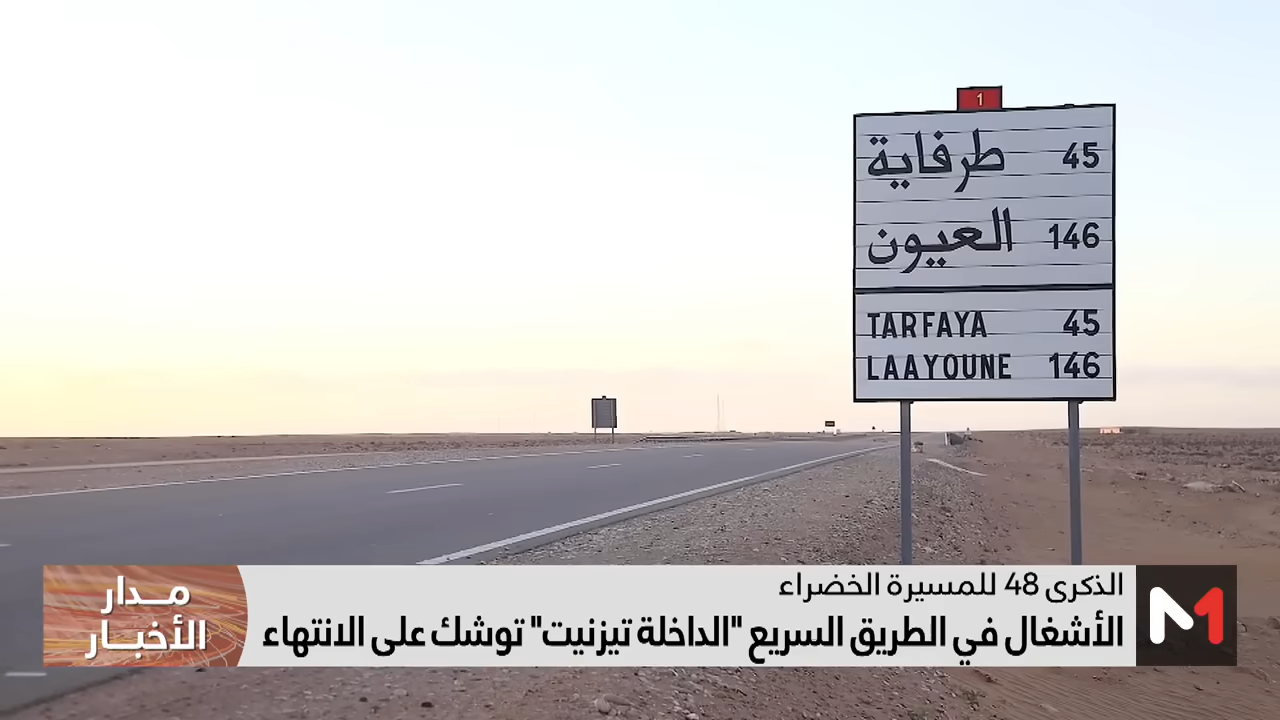 1
طرفاية 45
العيون 146
TARFAYA 45
LAAYOUNE 146
الذكرى 48 للمسيرة الخضراء
الأشغال في الطريق السريع "الداخلة تيزنيت" توشك على الانتهاء
مدار
الأخبار
M1